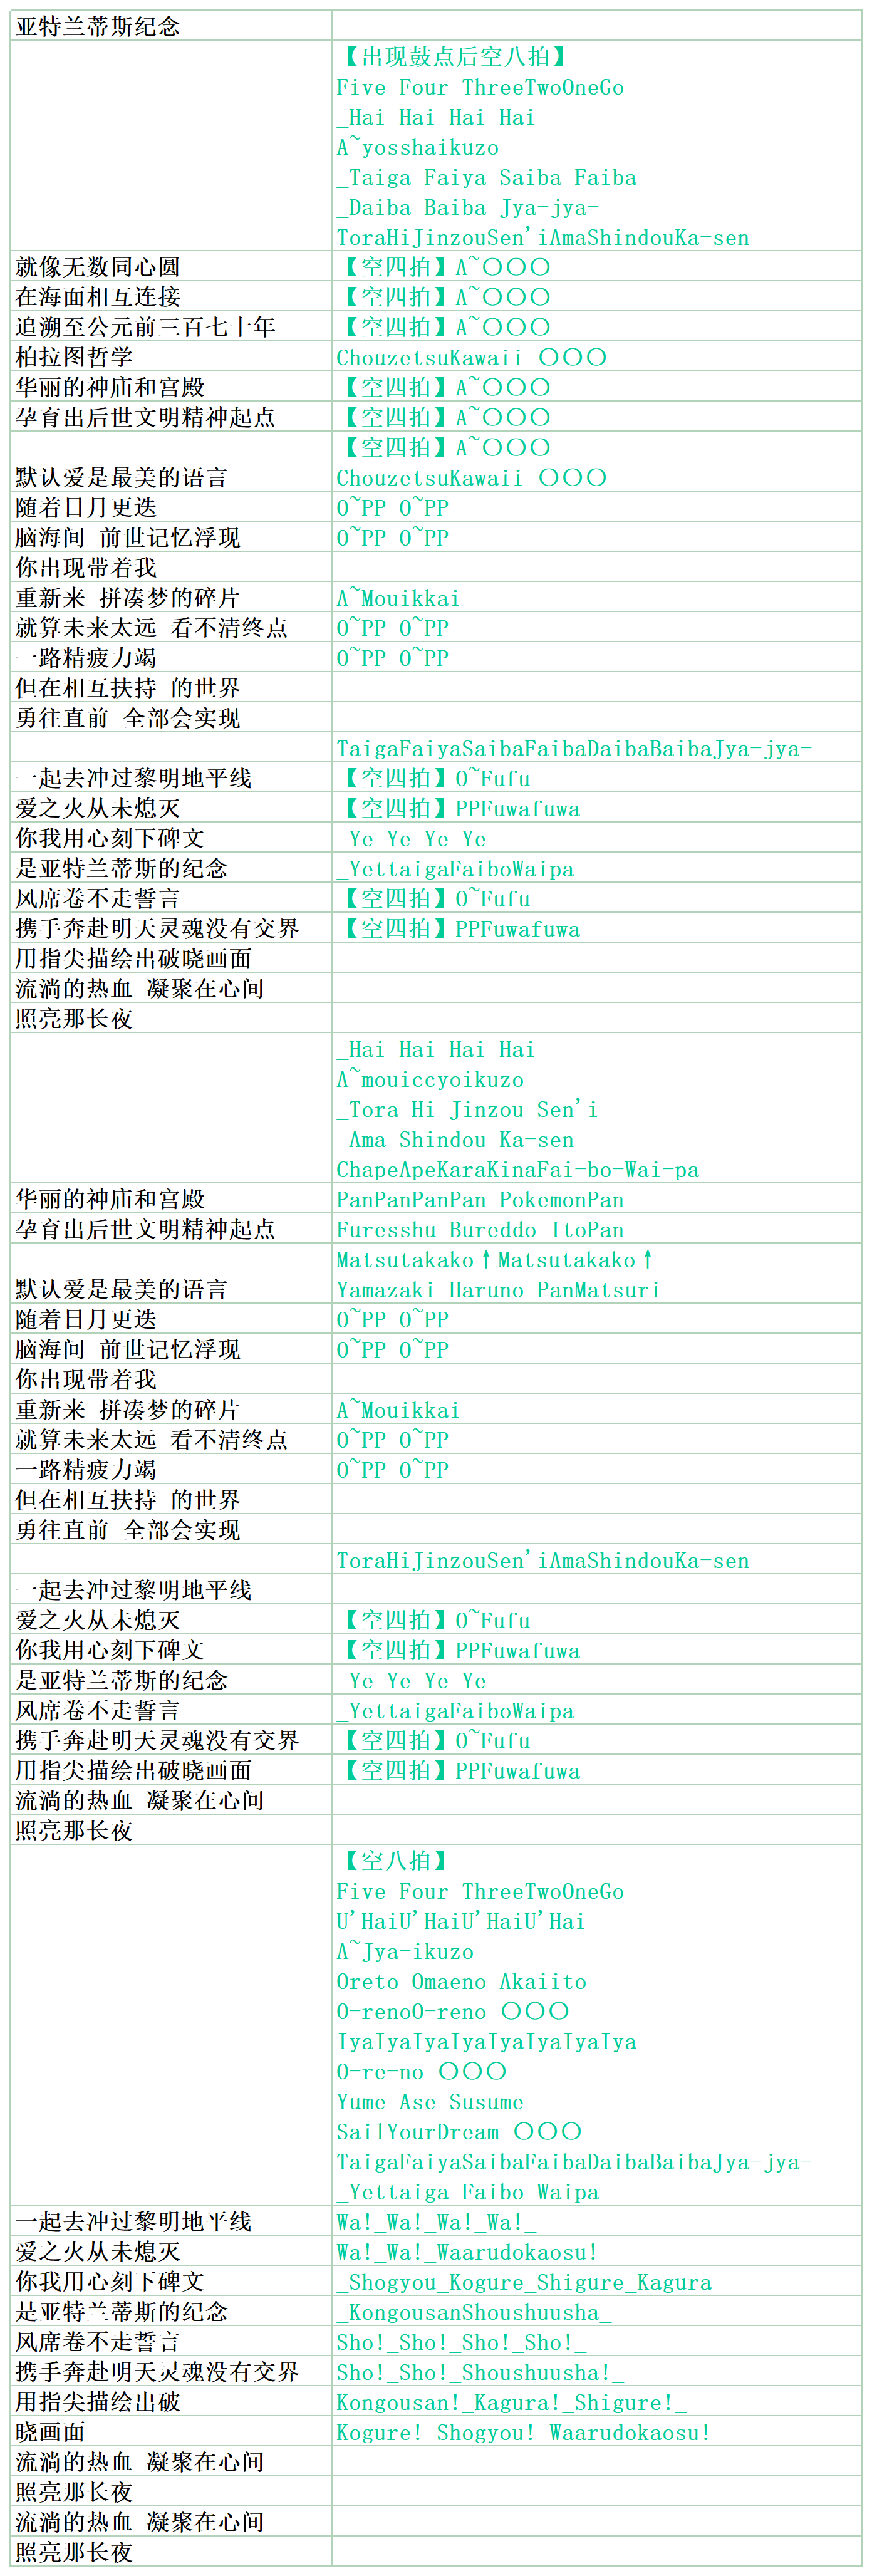 亚特兰蒂斯纪念
【出现鼓点后空八拍】
Five Four ThreeTwoOneGo
_Hai Hai Hai Hai
A~yosshaikuzo
_Taiga Faiya Saiba Faiba
_Daiba Baiba Jya-jya-
ToraHiJinzouSen'iAmaShindouKa-sen
就像无数同心圆 【空四拍】A~〇〇〇
在海面相互连接 【空四拍】A~〇〇〇
追溯至公元前三百七十年 【空四拍】A~〇〇〇
柏拉图哲学 ChouzetsuKawaii 〇〇〇
华丽的神庙和宫殿 【空四拍】A~〇〇〇
孕育出后世文明精神起点 【空四拍】A~〇〇〇
【空四拍】A~〇〇〇
默认爱是最美的语言 ChouzetsuKawaii 〇〇〇
随着日月更迭 O~PP O~PP
脑海间 前世记忆浮现 O~PP O~PP
你出现带着我
重新来 拼凑梦的碎片 A~Mouikkai
就算未来太远 看不清终点 O~PP O~PP
一路精疲力竭 O~PP O~PP
但在相互扶持 的世界
勇往直前 全部会实现
TaigaFaiyaSaibaFaibaDaibaBaibaJya-jya-
一起去冲过黎明地平线 【空四拍】O~Fufu
爱之火从未熄灭 【空四拍】PPFuwafuwa
你我用心刻下碑文 _Ye Ye Ye Ye
是亚特兰蒂斯的纪念 _YettaigaFaiboWaipa
风席卷不走誓言 【空四拍】O~Fufu
携手奔赴明天灵魂没有交界 【空四拍】PPFuwafuwa
用指尖描绘出破晓画面
流淌的热血 凝聚在心间
照亮那长夜
_Hai Hai Hai Hai
A~mouiccyoikuzo
_Tora Hi Jinzou Sen'i
_Ama Shindou Ka-sen
ChapeApeKaraKinaFai-bo-Wai-pa
华丽的神庙和宫殿 PanPanPanPan PokemonPan
孕育出后世文明精神起点 Furesshu Bureddo ItoPan
Matsutakako↑Matsutakako↑
默认爱是最美的语言 Yamazaki Haruno PanMatsuri
随着日月更迭 O~PP O~PP
脑海间 前世记忆浮现 O~PP O~PP
你出现带着我
重新来 拼凑梦的碎片 A~Mouikkai
就算未来太远 看不清终点 O~PP O~PP
一路精疲力竭 O~PP O~PP
但在相互扶持 的世界
勇往直前 全部会实现
ToraHiJinzouSen'iAmaShindouKa-sen
一起去冲过黎明地平线
爱之火从未熄灭 【空四拍】O~Fufu
你我用心刻下碑文 【空四拍】PPFuwafuwa
是亚特兰蒂斯的纪念 _Ye Ye Ye Ye
风席卷不走誓言 _YettaigaFaiboWaipa
携手奔赴明天灵魂没有交界 【空四拍】O~Fufu
用指尖描绘出破晓画面 【空四拍】PPFuwafuwa
流淌的热血 凝聚在心间
照亮那长夜
【空八拍】
Five Four ThreeTwoOneGo
U'HaiU'HaiU'HaiU'Hai
A~Jya-ikuzo
Oreto Omaeno Akaiito
O-renoO-reno 〇〇〇
IyaIyaIyaIyaIyaIyaIyaIya
O-re-no 〇〇〇
Yume Ase Susume
SailYourDream 〇〇〇
TaigaFaiyaSaibaFaibaDaibaBaibaJya-jya-
_Yettaiga Faibo Waipa
一起去冲过黎明地平线 Wa!_Wa!_Wa!_Wa!_
爱之火从未熄灭 Wa!_Wa!_Waarudokaosu!
你我用心刻下碑文 _Shogyou_Kogure_Shigure_Kagura
是亚特兰蒂斯的纪念 _KongousanShoushuusha_
风席卷不走誓言 Sho!_Sho!_Sho!_Sho!_
携手奔赴明天灵魂没有交界 Sho!_Sho!_Shoushuusha!_
用指尖描绘出破 Kongousan!_Kagura!_Shigure!_
晓画面 Kogure!_Shogyou!_Waarudokaosu!
流淌的热血 凝聚在心间
照亮那长夜
流淌的热血 凝聚在心间
照亮那长夜